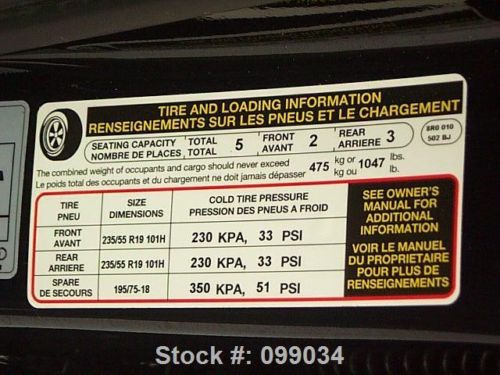 TIRE AND LOADING INFORMATION
RENSEIGNEMENTS SUR LES PNEUS ET LE CHARGEMENT
SEATING CAPACITY TOTAL 5 FRONT 2 REAR 3
NOMBRE DE PLACES TOTAL AVANT ARRIERE
8R0 010
502 BJ
The combined weight of occupants and cargo should never exceed 475 kg or 1047 lbs.
Le poids total des occupants et du chargement ne doit jamais dépasser kg ou lb.
TIRE SIZE COLD TIRE PRESSURE
PNEU DIMENSIONS PRESSION DES PNEUS A FROID
FRONT
AVANT 235/55 R19 101H 230 KPA, 33 PSI
REAR
ARRIERE 235/55 R19 101H 230 KPA, 33 PSI
SPARE
DE SECOURS 195/75-18 350 KPA, 51 PSI
SEE OWNER'S
MANUAL FOR
ADDITIONAL
INFORMATION
VOIR LE MANUEL
DU PROPRIETAIRE
POUR PLUS DE
RENSEIGNEMENTS
Stock #: 099034